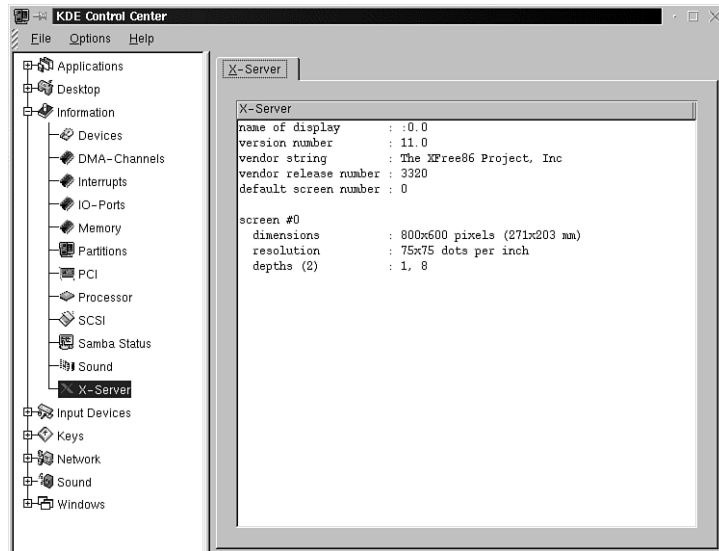 KDE Control Center
File Options Help
Applications
Desktop
Information
Devices
DMA-Channels
Interrupts
IO-Ports
Memory
Partitions
PCI
Processor
SCSI
Samba Status
Sound
X-Server
Input Devices
Keys
Network
Sound
Windows
X-Server
X-Server
name of display : :0.0
version number : 11.0
vendor string : The XFree86 Project, Inc
vendor release number : 3320
default screen number : 0
screen #0
dimensions : 800x600 pixels (271x203 mm)
resolution : 75x75 dots per inch
depths (2) : 1, 8